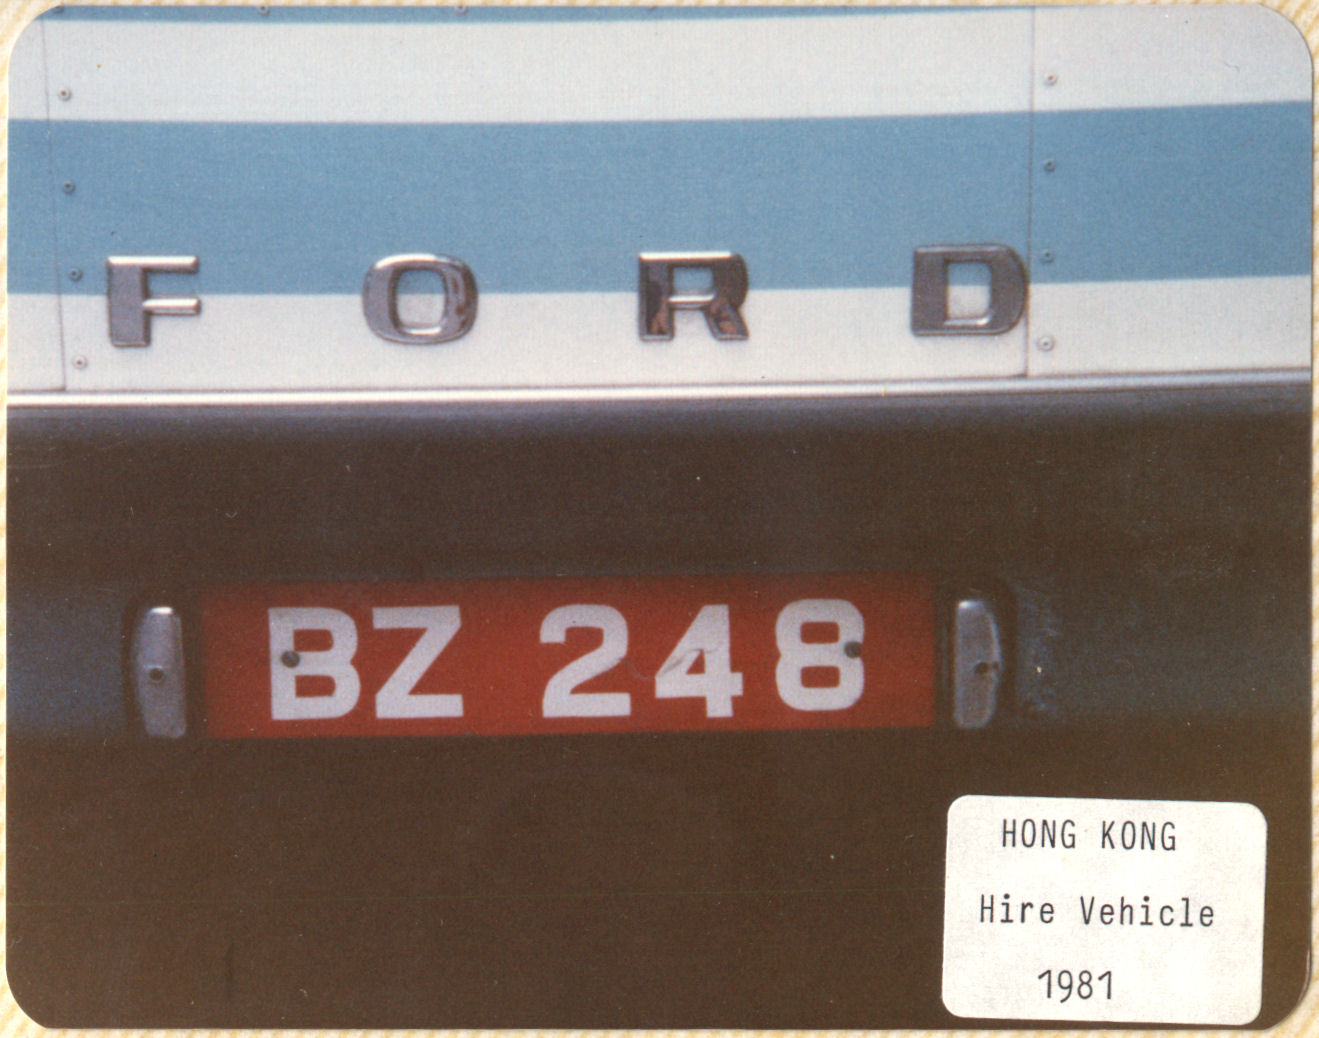 FORD
BZ 248
HONG KONG
Hire Vehicle
1981